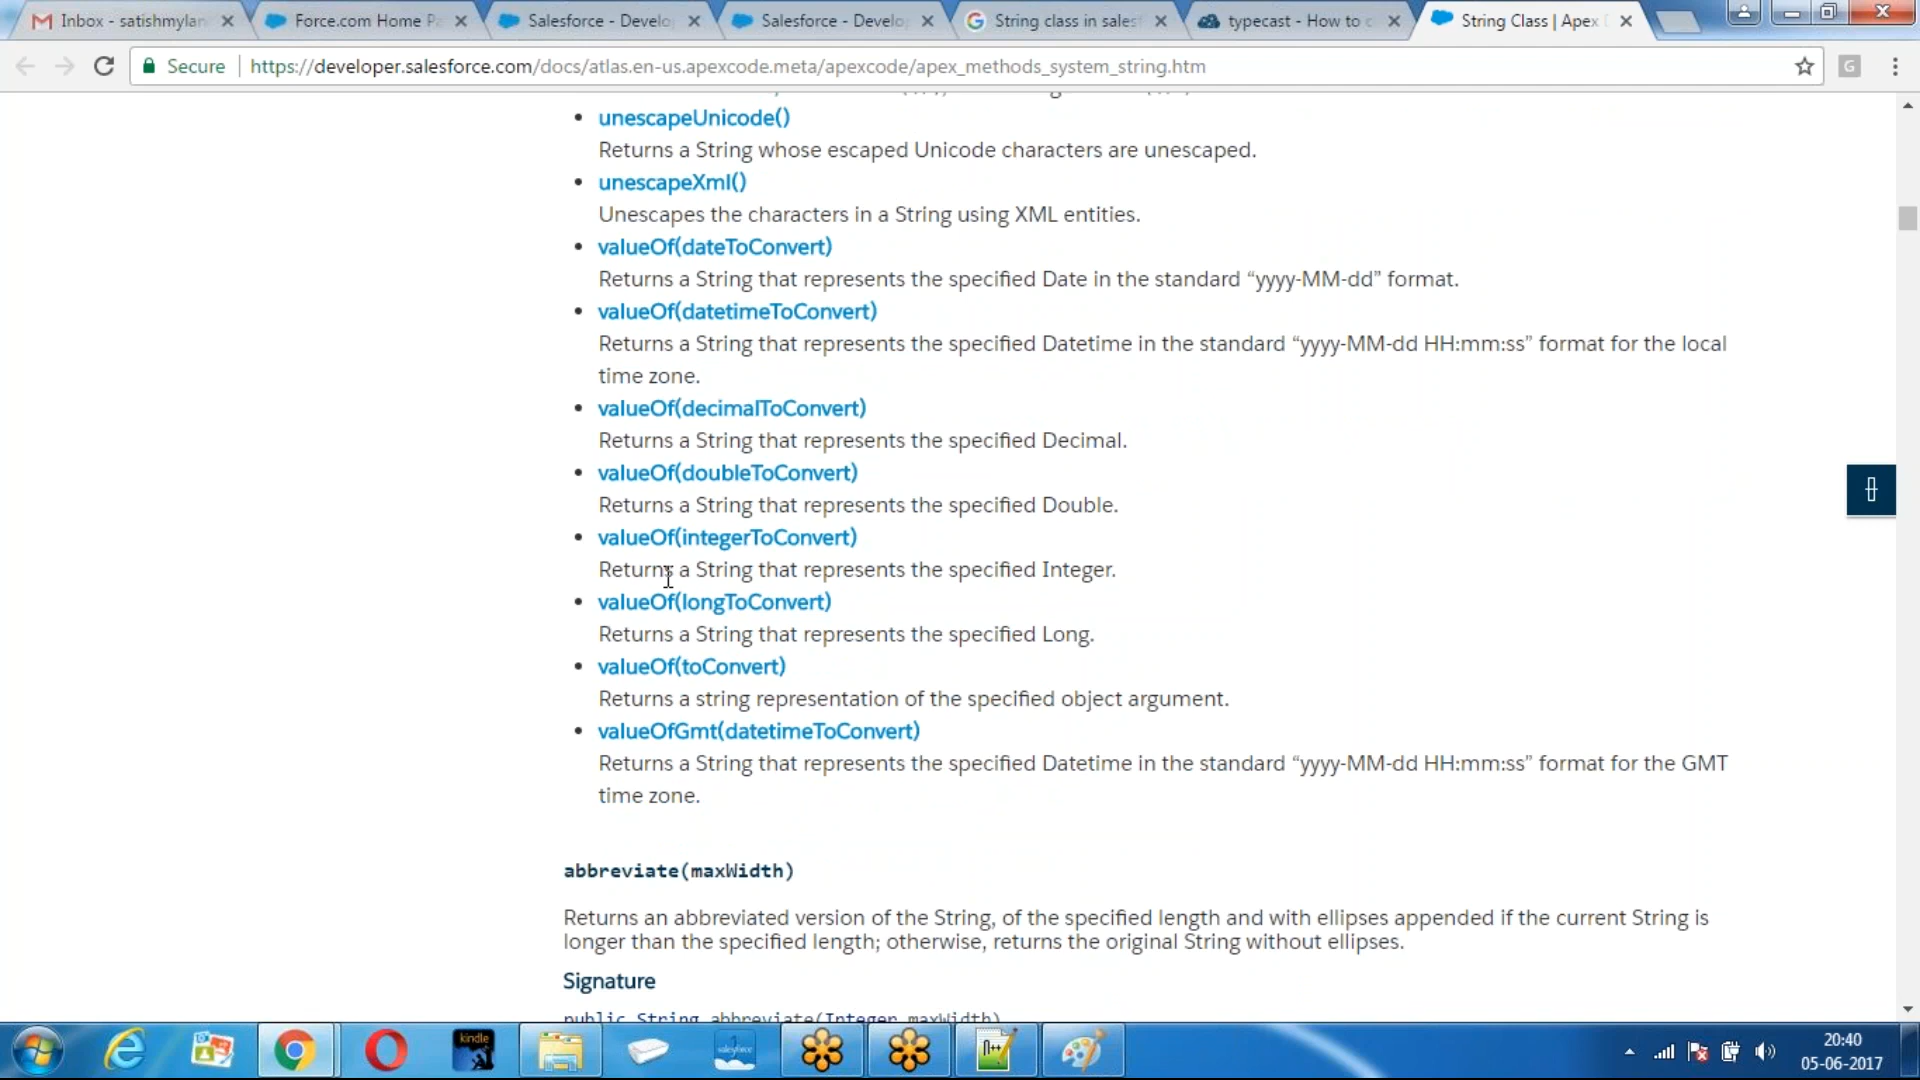 Inbox - satishmylan
Force.com Home Pa
Salesforce - Develo
Salesforce - Develo
String class in sales
typecast - How to c
String Class | Apex D
Secure
https://developer.salesforce.com/docs/atlas.en-us.apexcode.meta/apexcode/apex_methods_system_string.htm
G
• unescapeUnicode()
Returns a String whose escaped Unicode characters are unescaped.
• unescapeXml()
Unescapes the characters in a String using XML entities.
• valueOf(dateToConvert)
Returns a String that represents the specified Date in the standard “yyyy-MM-dd” format.
• valueOf(datetimeToConvert)
Returns a String that represents the specified Datetime in the standard “yyyy-MM-dd HH:mm:ss” format for the local
time zone.
• valueOf(decimalToConvert)
Returns a String that represents the specified Decimal.
• valueOf(doubleToConvert)
Returns a String that represents the specified Double.
• valueOf(integerToConvert)
Returns a String that represents the specified Integer.
• valueOf(longToConvert)
Returns a String that represents the specified Long.
• valueOf(toConvert)
Returns a string representation of the specified object argument.
• valueOfGmt(datetimeToConvert)
Returns a String that represents the specified Datetime in the standard “yyyy-MM-dd HH:mm:ss” format for the GMT
time zone.
abbreviate(maxWidth)
Returns an abbreviated version of the String, of the specified length and with ellipses appended if the current String is
longer than the specified length; otherwise, returns the original String without ellipses.
Signature
public String abbreviate(Integer maxWidth)
kindle
salesforce
20:40
05-06-2017